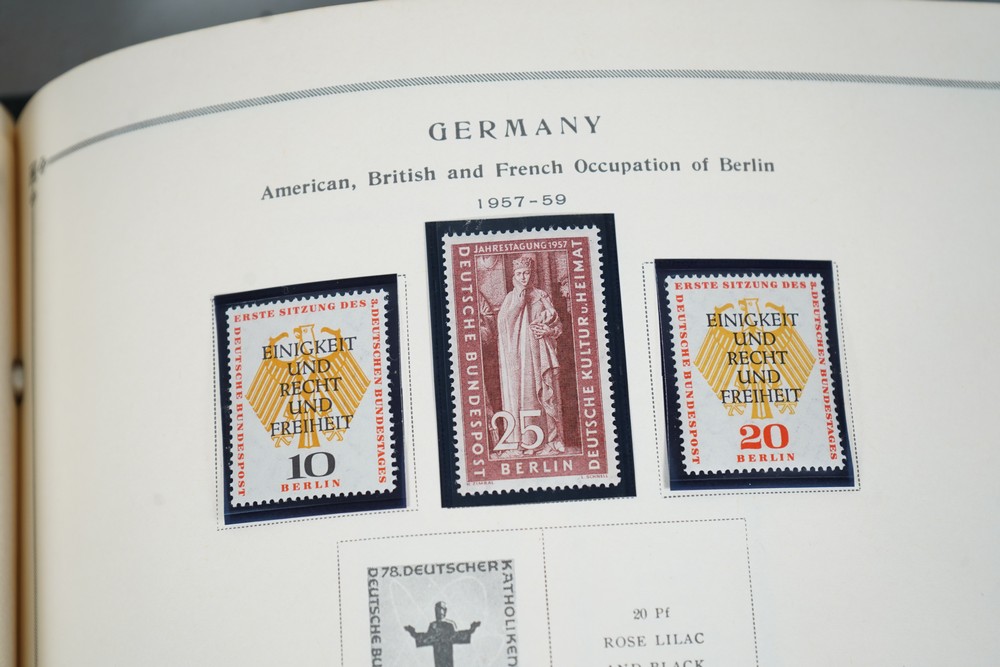 GERMANY
American, British and French Occupation of Berlin
1957-59
ERSTE SITZUNG DES 3.DEUTSCHEN BUNDESTAGES
DEUTSCHE BUNDESPOST
EINIGKEIT
UND
RECHT
UND
FREIHEIT
10
BERLIN
JAHRESTAGUNG 1957
DEUTSCHE BUNDESPOST
DEUTSCHE KULTUR U. HEIMAT
25
BERLIN
ERSTE SITZUNG DES 3.DEUTSCHEN BUNDESTAGES
DEUTSCHE BUNDESPOST
EINIGKEIT
UND
RECHT
UND
FREIHEIT
20
BERLIN
78.DEUTSCHER
KATHOLIKEN
DEUTSCHE BU
20 Pf
ROSE LILAC
AND BLACK